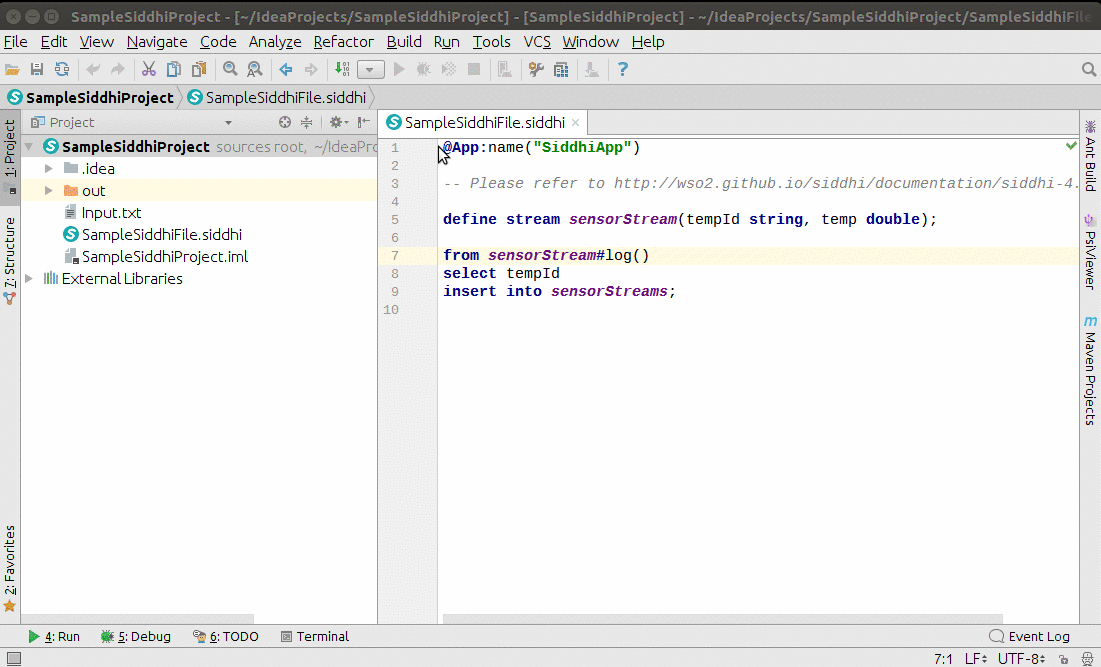 SampleSiddhiProject - [~/IdeaProjects/SampleSiddhiProject] - [SampleSiddhiProject] - ~/IdeaProjects/SampleSiddhiProject/SampleSiddhiFile
File Edit View Navigate Code Analyze Refactor Build Run Tools VCS Window Help
SampleSiddhiProject SampleSiddhiFile.siddhi
Project
SampleSiddhiFile.siddhi
SampleSiddhiProject sources root, ~/IdeaPro
.idea
out
Input.txt
SampleSiddhiFile.siddhi
SampleSiddhiProject.iml
External Libraries
1: Project
7: Structure
2: Favorites
1 @App:name("SiddhiApp")
2
3 -- Please refer to http://wso2.github.io/siddhi/documentation/siddhi-4.
4
5 define stream sensorStream(tempId string, temp double);
6
7 from sensorStream#log()
8 select tempId
9 insert into sensorStreams;
10
Ant Build
PsiViewer
m Maven Projects
4: Run 5: Debug 6: TODO Terminal Event Log
7:1 LF UTF-8